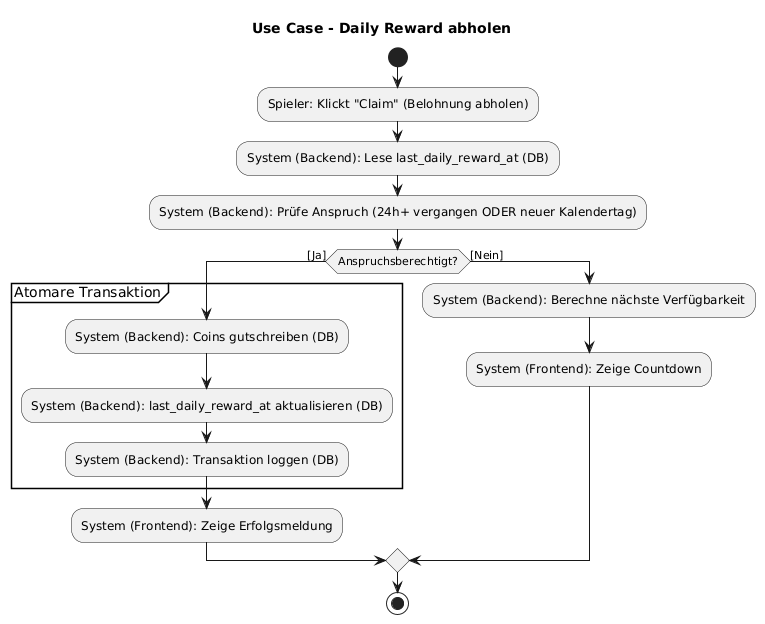 Use Case - Daily Reward abholen
Spieler: Klickt "Claim" (Belohnung abholen)
System (Backend): Lese last_daily_reward_at (DB)
System (Backend): Prüfe Anspruch (24h+ vergangen ODER neuer Kalendertag)
[Ja]
Anspruchsberechtigt?
[Nein]
Atomare Transaktion
System (Backend): Coins gutschreiben (DB)
System (Backend): last_daily_reward_at aktualisieren (DB)
System (Backend): Transaktion loggen (DB)
System (Frontend): Zeige Erfolgsmeldung
System (Backend): Berechne nächste Verfügbarkeit
System (Frontend): Zeige Countdown